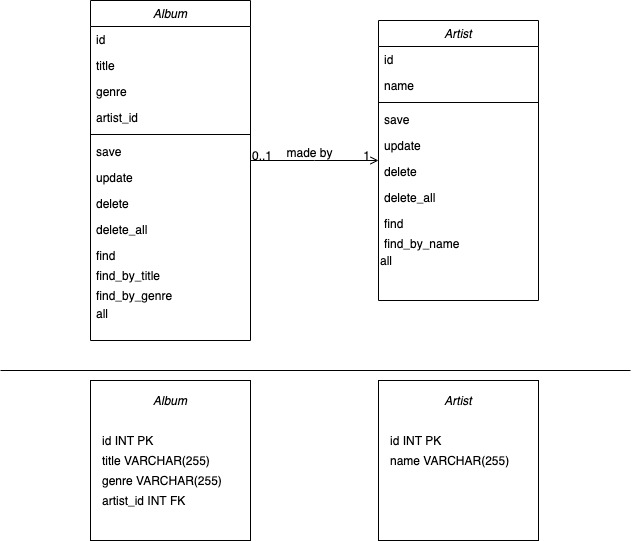 Album
id
title
genre
artist_id
save
update
delete
delete_all
find
find_by_title
find_by_genre
all
0..1
made by
1
Artist
id
name
save
update
delete
delete_all
find
find_by_name
all
Album
id INT PK
title VARCHAR(255)
genre VARCHAR(255)
artist_id INT FK
Artist
id INT PK
name VARCHAR(255)